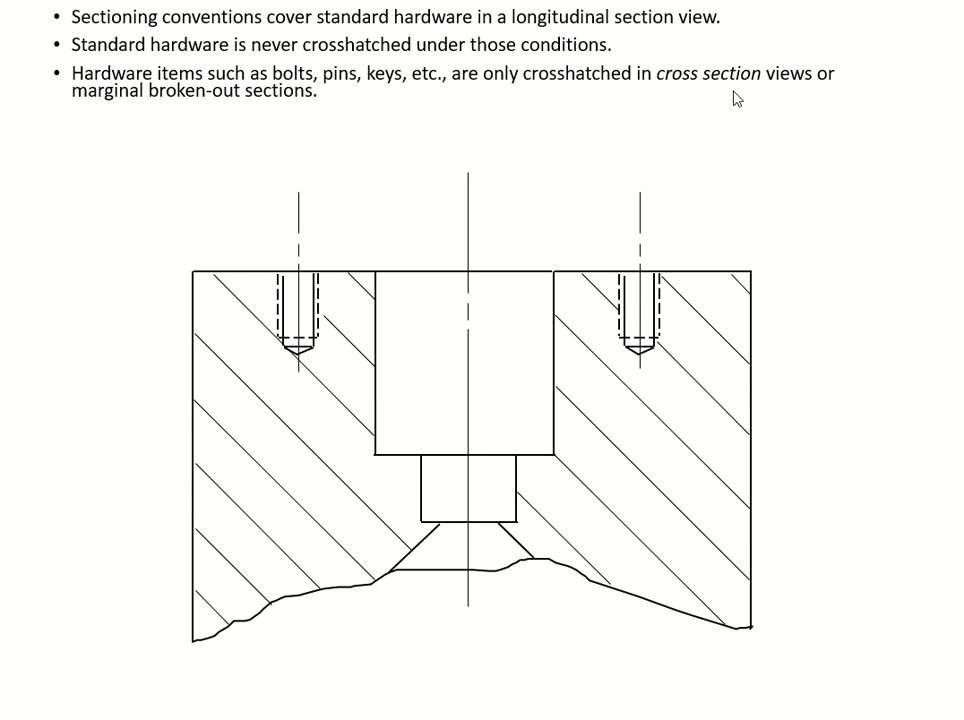 • Sectioning conventions cover standard hardware in a longitudinal section view.
• Standard hardware is never crosshatched under those conditions.
• Hardware items such as bolts, pins, keys, etc., are only crosshatched in cross section views or
marginal broken-out sections.